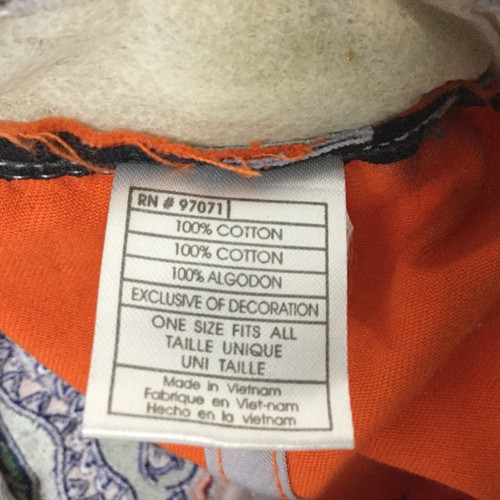 RN # 97071
100% COTTON
100% COTTON
100% ALGODON
EXCLUSIVE OF DECORATION
ONE SIZE FITS ALL
TAILLE UNIQUE
UNI TAILLE
Made in Vietnam
Fabrique en Viet-nam
Hecho en la vietnam